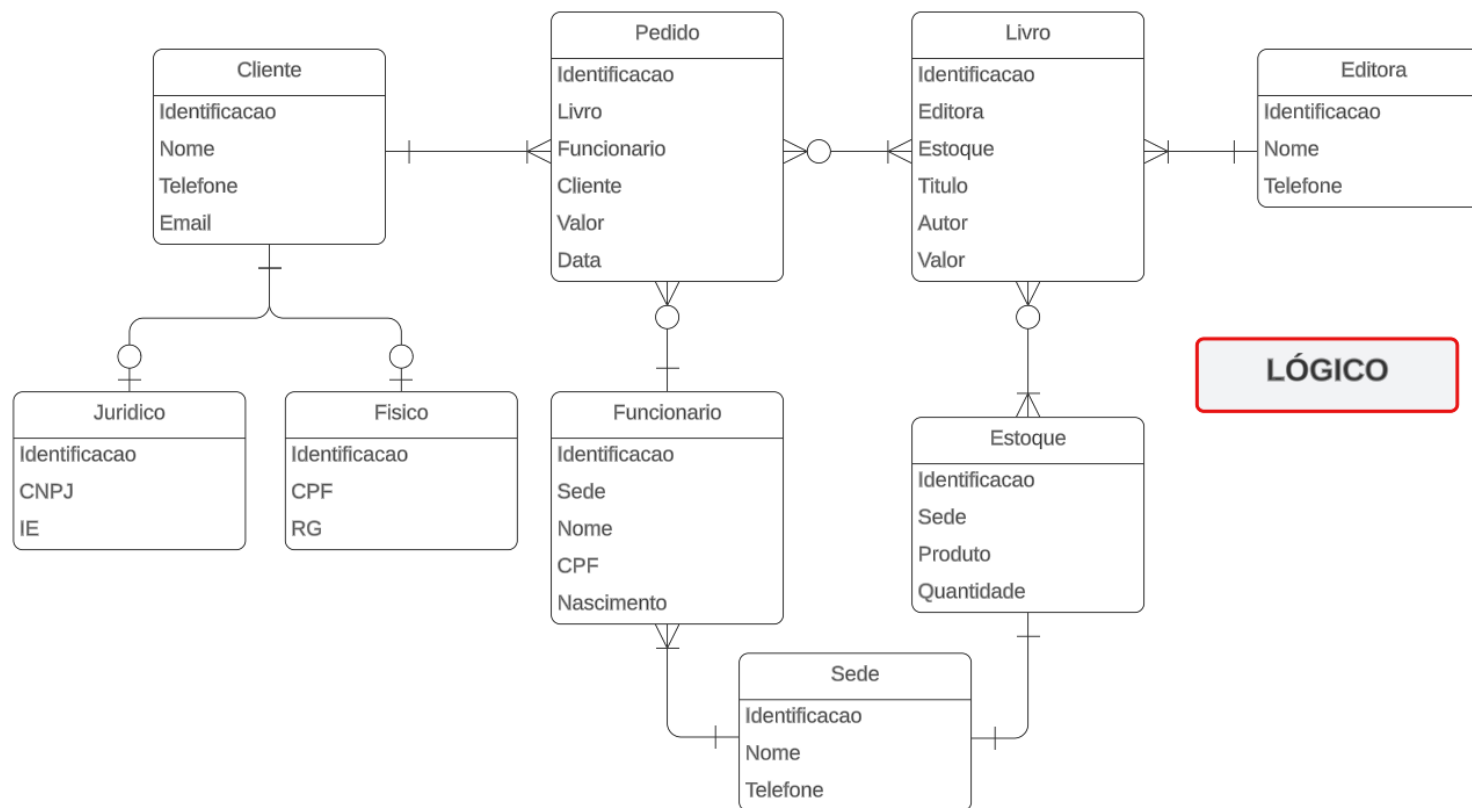 Cliente
Identificacao
Nome
Telefone
Email
Pedido
Identificacao
Livro
Funcionario
Cliente
Valor
Data
Livro
Identificacao
Editora
Estoque
Titulo
Autor
Valor
Editora
Identificacao
Nome
Telefone
LÓGICO
Juridico
Identificacao
CNPJ
IE
Fisico
Identificacao
CPF
RG
Funcionario
Identificacao
Sede
Nome
CPF
Nascimento
Estoque
Identificacao
Sede
Produto
Quantidade
Sede
Identificacao
Nome
Telefone